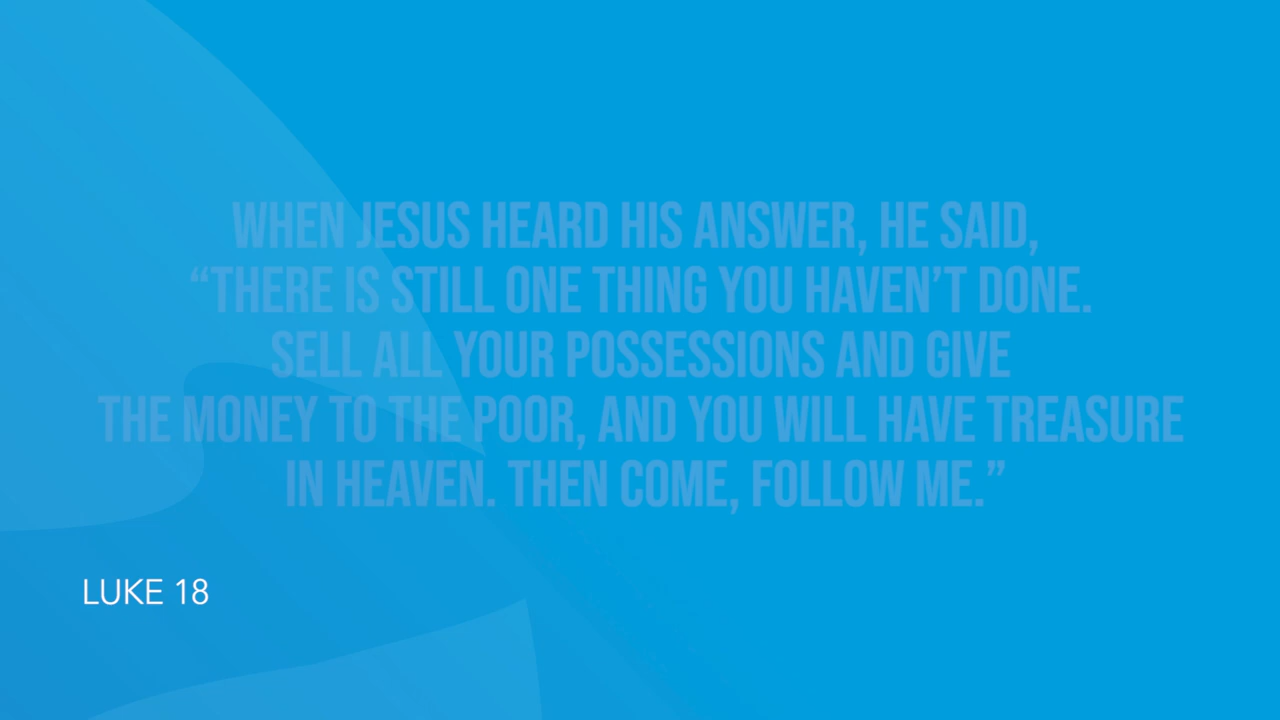 WHEN JESUS HEARD HIS ANSWER, HE SAID,
“THERE IS STILL ONE THING YOU HAVEN’T DONE.
SELL ALL YOUR POSSESSIONS AND GIVE
THE MONEY TO THE POOR, AND YOU WILL HAVE TREASURE
IN HEAVEN. THEN COME, FOLLOW ME.”
LUKE 18